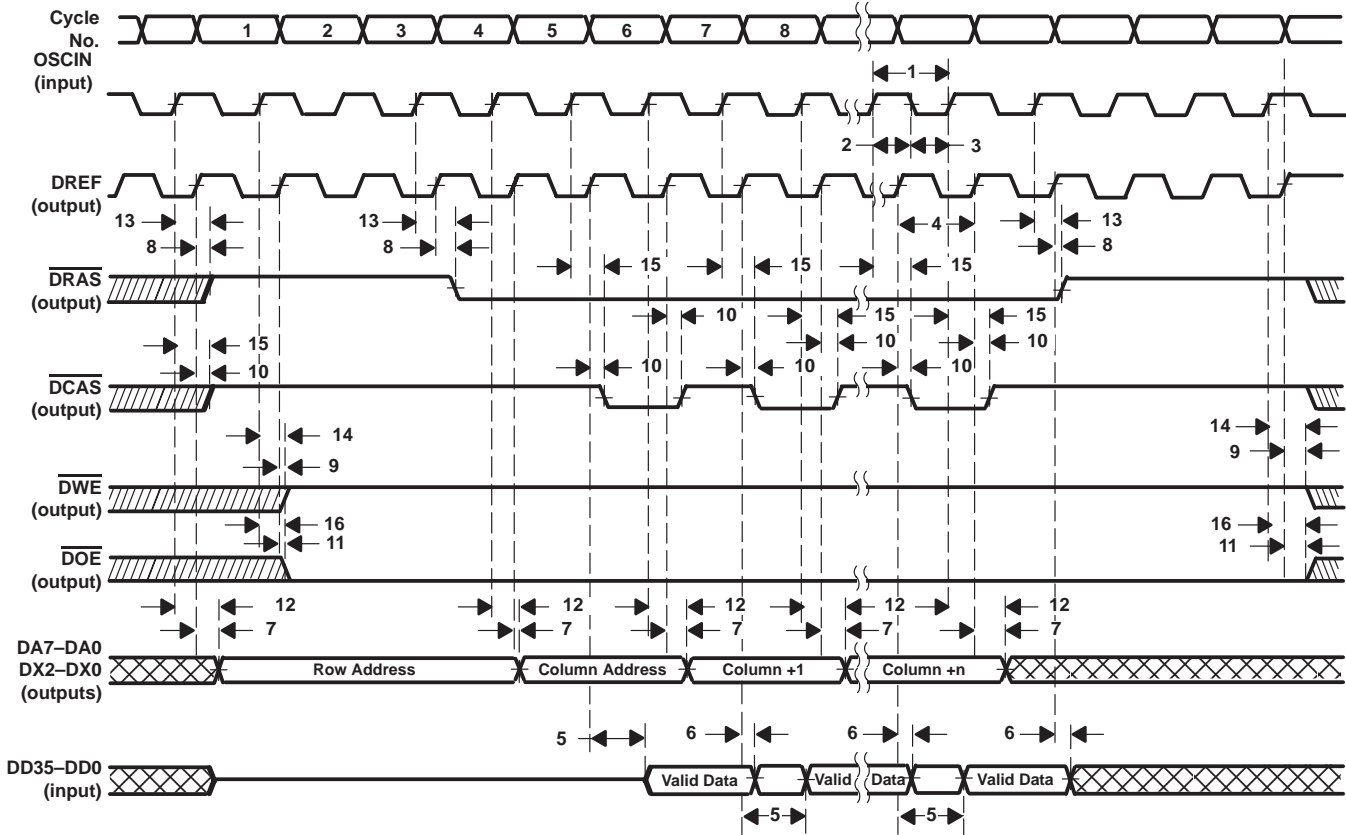 Cycle
No.
1 2 3 4 5 6 7 8
OSCIN
(input)
1
2 3
DREF
(output)
13 13 4 13
8 8 8
DRAS
(output)
15 15 15
10 15 15
15 10 10
10 10 10 10
DCAS
(output)
14 14
9 9
DWE
(output)
16 16
11 11
DOE
(output)
12 12 12 12 12
7 7 7 7 7
DA7–DA0
DX2–DX0
(outputs)
Row Address Column Address Column +1 Column +n
5 6 6 6
DD35–DD0
(input)
Valid Data Valid Data Valid Data
5 5